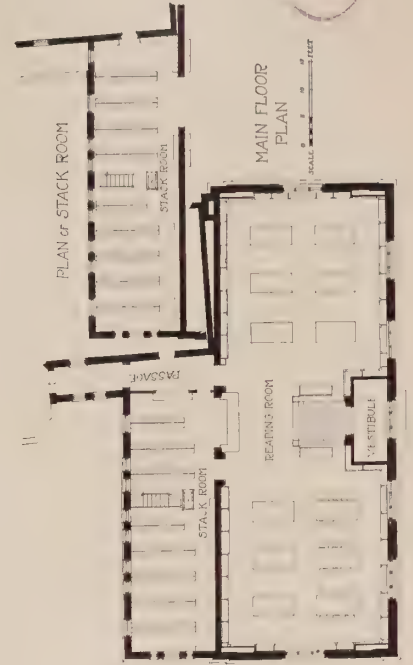 PLAN OF STACK ROOM
STACK ROOM
MAIN FLOOR
PLAN
SCALE
FEET
PASSAGE
STACK ROOM
READING ROOM
VESTIBULE